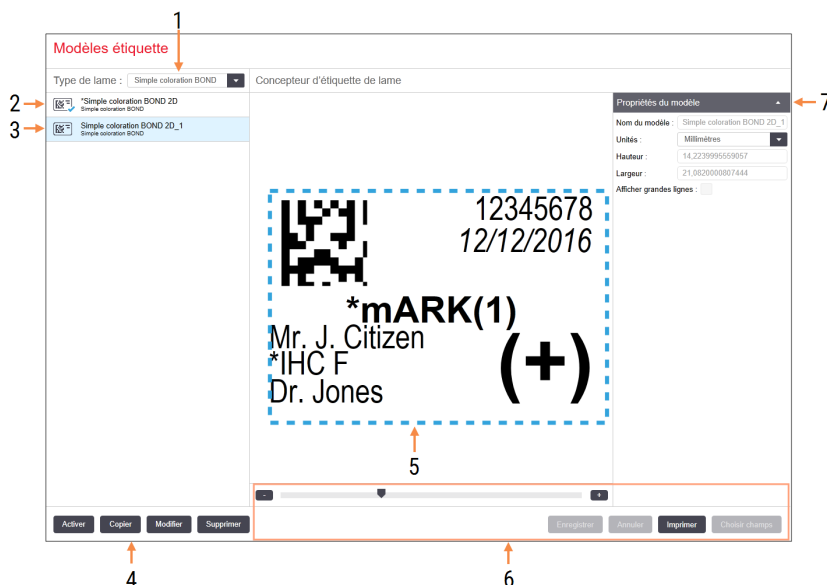 1
Modèles étiquette
Type de lame : Simple coloration BOND
Concepteur d'étiquette de lame
2
*Simple coloration BOND 2D
Simple coloration BOND
3
Simple coloration BOND 2D_1
Simple coloration BOND
Propriétés du modèle
7
Nom du modèle : Simple coloration BOND 2D_1
Unités : Millimètres
Hauteur : 14,2239995559057
Largeur : 21,0820000807444
Afficher grandes lignes :
12345678
12/12/2016
*mARK(1)
Mr. J. Citizen
*IHC F
Dr. Jones
(+)
5
- +
Activer Copier Modifier Supprimer
Enregistrer Annuler Imprimer Choisir champs
4
6